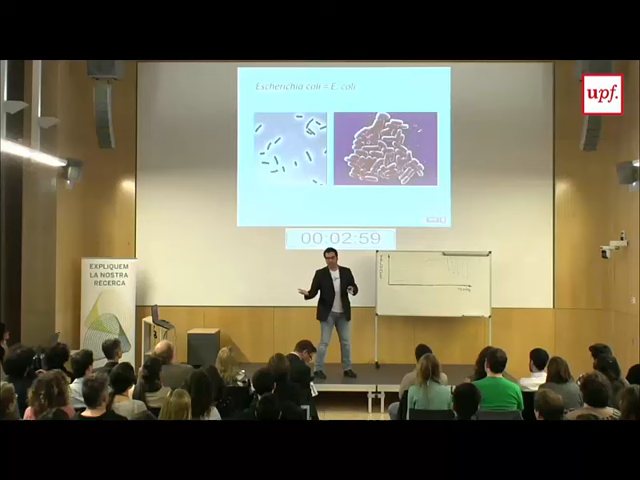 Escherichia coli = E. coli
upf.
00:02:59
EXPLIQUEM
LA NOSTRA
RECERCA